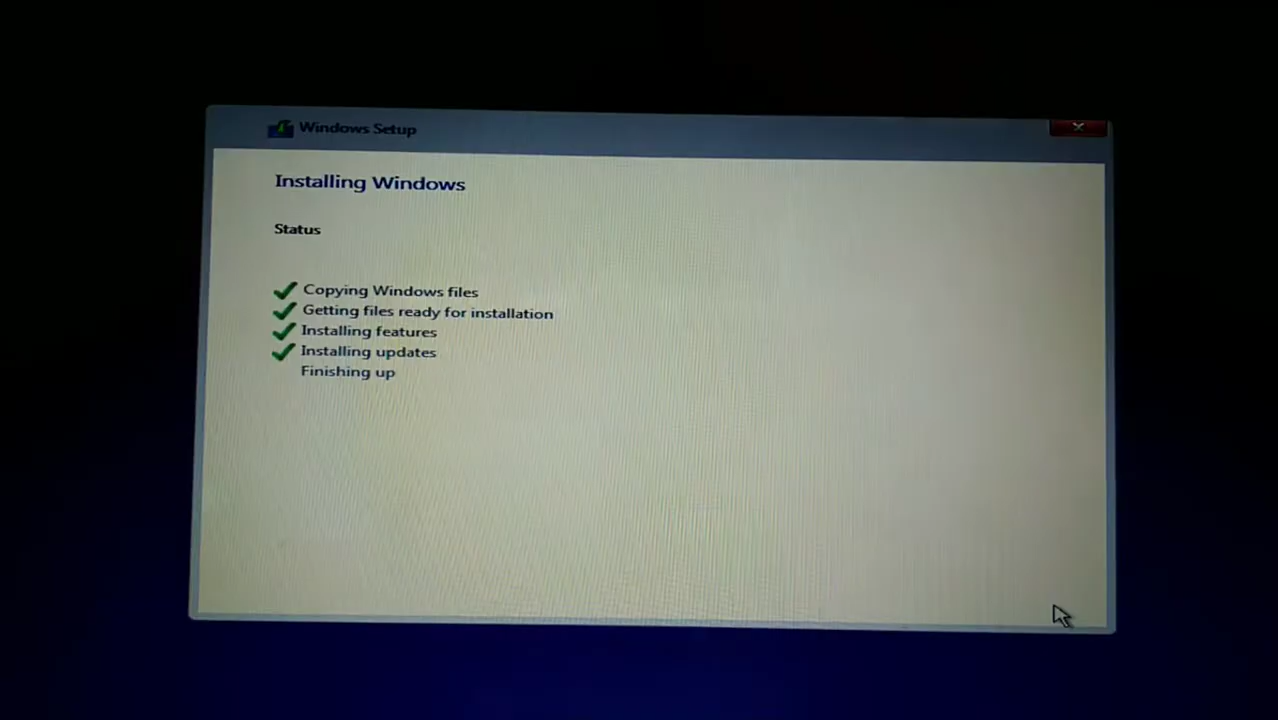 Windows Setup
Installing Windows
Status
Copying Windows files
Getting files ready for installation
Installing features
Installing updates
Finishing up